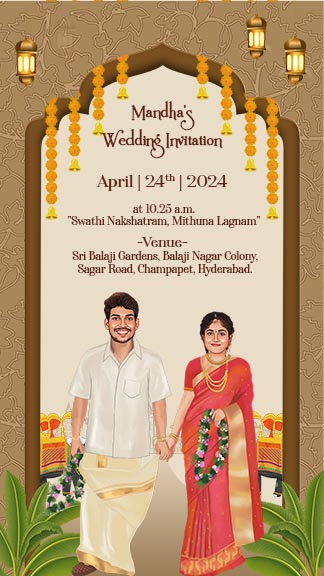 Mandha's
Wedding Invitation
April | 24th | 2024
at 10.25 a.m.
"Swathi Nakshatram, Mithuna Lagnam"
-Venue-
Sri Balaji Gardens, Balaji Nagar Colony,
Sagar Road, Champapet, Hyderabad.